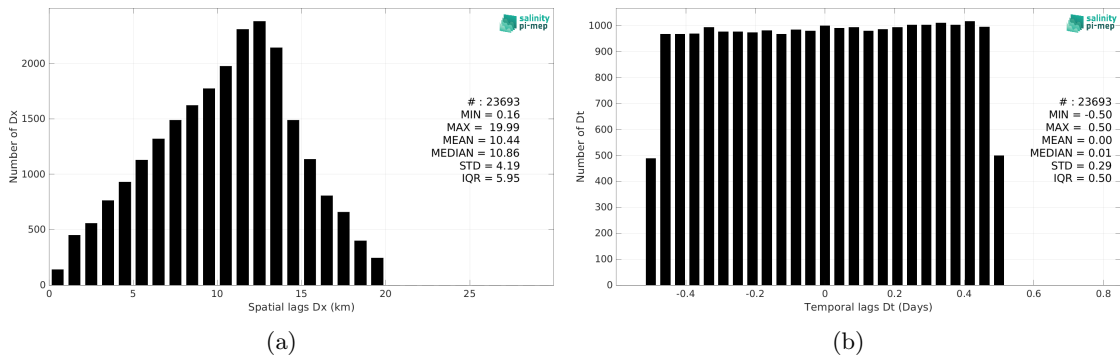 salinity
pi-mep
Number of Dx
2000
1500
1000
500
0
# : 23693
MIN = 0.16
MAX = 19.99
MEAN = 10.44
MEDIAN = 10.86
STD = 4.19
IQR = 5.95
0 5 10 15 20 25
Spatial lags Dx (km)
(a)
salinity
pi-mep
Number of Dt
1000
900
800
700
600
500
400
300
200
100
0
# : 23693
MIN = -0.50
MAX = 0.50
MEAN = 0.00
MEDIAN = 0.01
STD = 0.29
IQR = 0.50
-0.4 -0.2 0 0.2 0.4 0.6 0.8
Temporal lags Dt (Days)
(b)